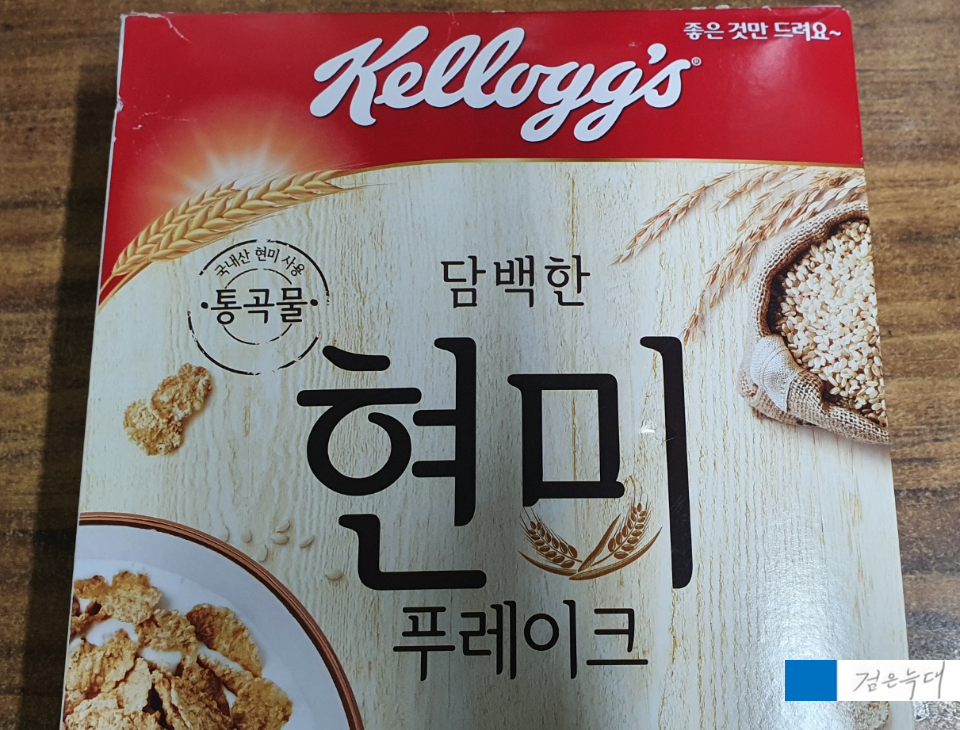 Kellogg's®
좋은 것만 드려요~
국내산 현미 사용
·통곡물·
담백한
현미
푸레이크
검은늑대